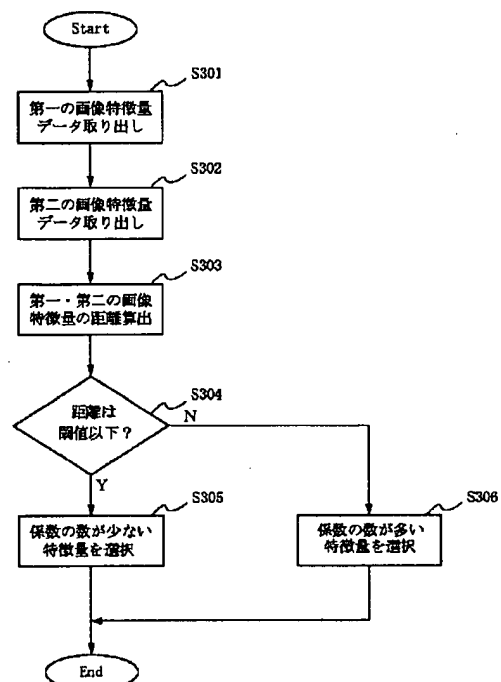 Start
S301
第一の画像特徴量
データ取り出し
S302
第二の画像特徴量
データ取り出し
S303
第一・第二の画像
特徴量の距離算出
S304
距離は
閾値以下？
N
Y
S305
係数の数が少ない
特徴量を選択
S306
係数の数が多い
特徴量を選択
End